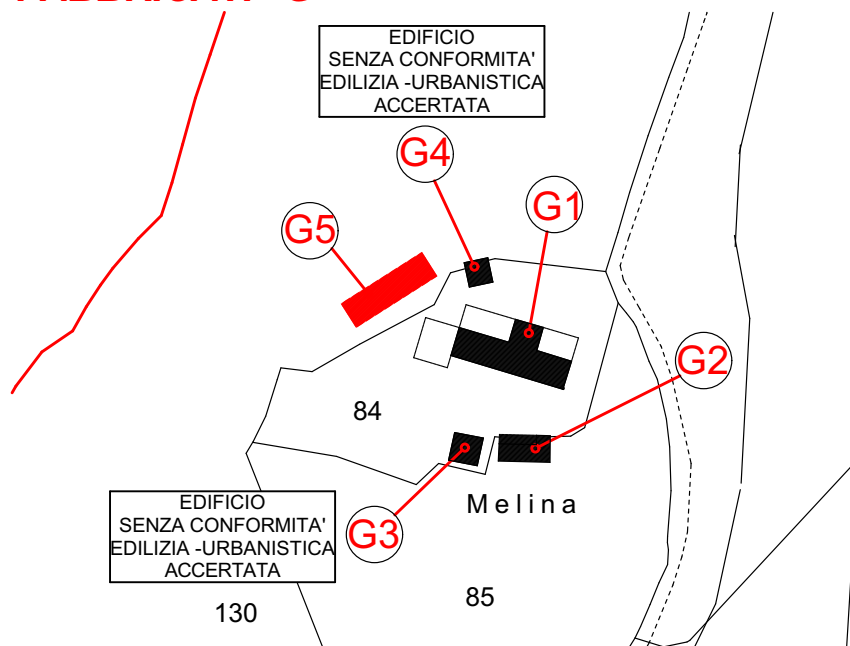 EDIFICIO
SENZA CONFORMITA'
EDILIZIA -URBANISTICA
ACCERTATA
G4
G1
G5
G2
84
Melina
EDIFICIO
SENZA CONFORMITA'
EDILIZIA -URBANISTICA
ACCERTATA
G3
85
130